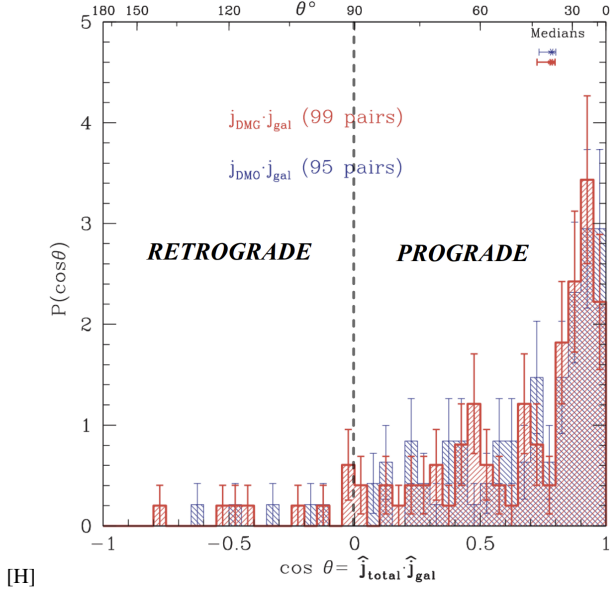 180 150 120 θ° 90 60 30 0
Medians
j_DMG·j_gal (99 pairs)
j_DMO·j_gal (95 pairs)
RETROGRADE PROGRADE
P(cosθ)
5
4
3
2
1
0
-1 -0.5 0 0.5 1
cos θ= ĵ_total·ĵ_gal
[H]